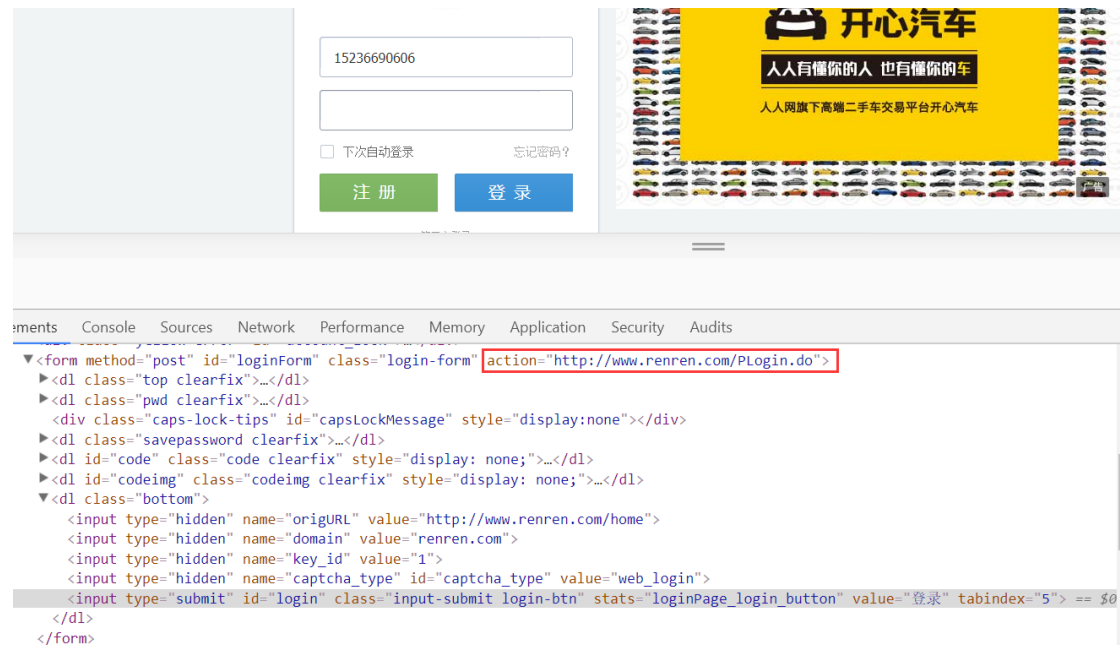 开心汽车
15236690606
人人有懂你的人 也有懂你的车
人人网旗下高端二手车交易平台开心汽车
下次自动登录 忘记密码？
注 册 登 录
广告
ements Console Sources Network Performance Memory Application Security Audits
▼<form method="post" id="loginForm" class="login-form" action="http://www.renren.com/PLogin.do">
▶<dl class="top clearfix">…</dl>
▶<dl class="pwd clearfix">…</dl>
<div class="caps-lock-tips" id="capsLockMessage" style="display:none"></div>
▶<dl class="savepassword clearfix">…</dl>
▶<dl id="code" class="code clearfix" style="display: none;">…</dl>
▶<dl id="codeimg" class="codeimg clearfix" style="display: none;">…</dl>
▼<dl class="bottom">
<input type="hidden" name="origURL" value="http://www.renren.com/home">
<input type="hidden" name="domain" value="renren.com">
<input type="hidden" name="key_id" value="1">
<input type="hidden" name="captcha_type" id="captcha_type" value="web_login">
<input type="submit" id="login" class="input-submit login-btn" stats="loginPage_login_button" value="登录" tabindex="5"> == $0
</dl>
</form>